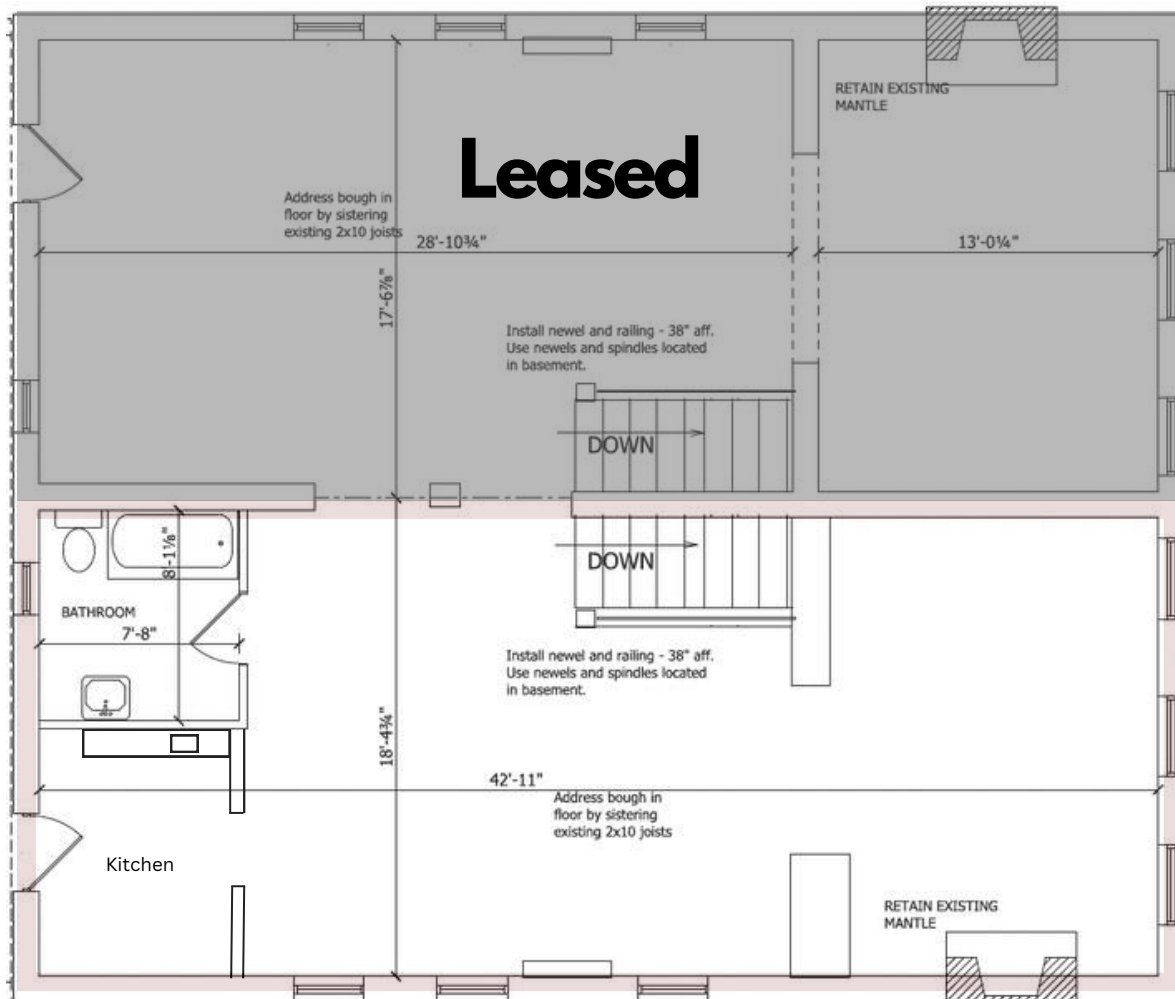 RETAIN EXISTING
MANTLE
Leased
Address bough in
floor by sistering
existing 2x10 joists
28'-10¾"
13'-0¼"
17'-6⅞"
Install newel and railing - 38" aff.
Use newels and spindles located
in basement.
DOWN
DOWN
8'-1⅛"
BATHROOM
7'-8"
Install newel and railing - 38" aff.
Use newels and spindles located
in basement.
18'-4¾"
42'-11"
Address bough in
floor by sistering
existing 2x10 joists
Kitchen
RETAIN EXISTING
MANTLE